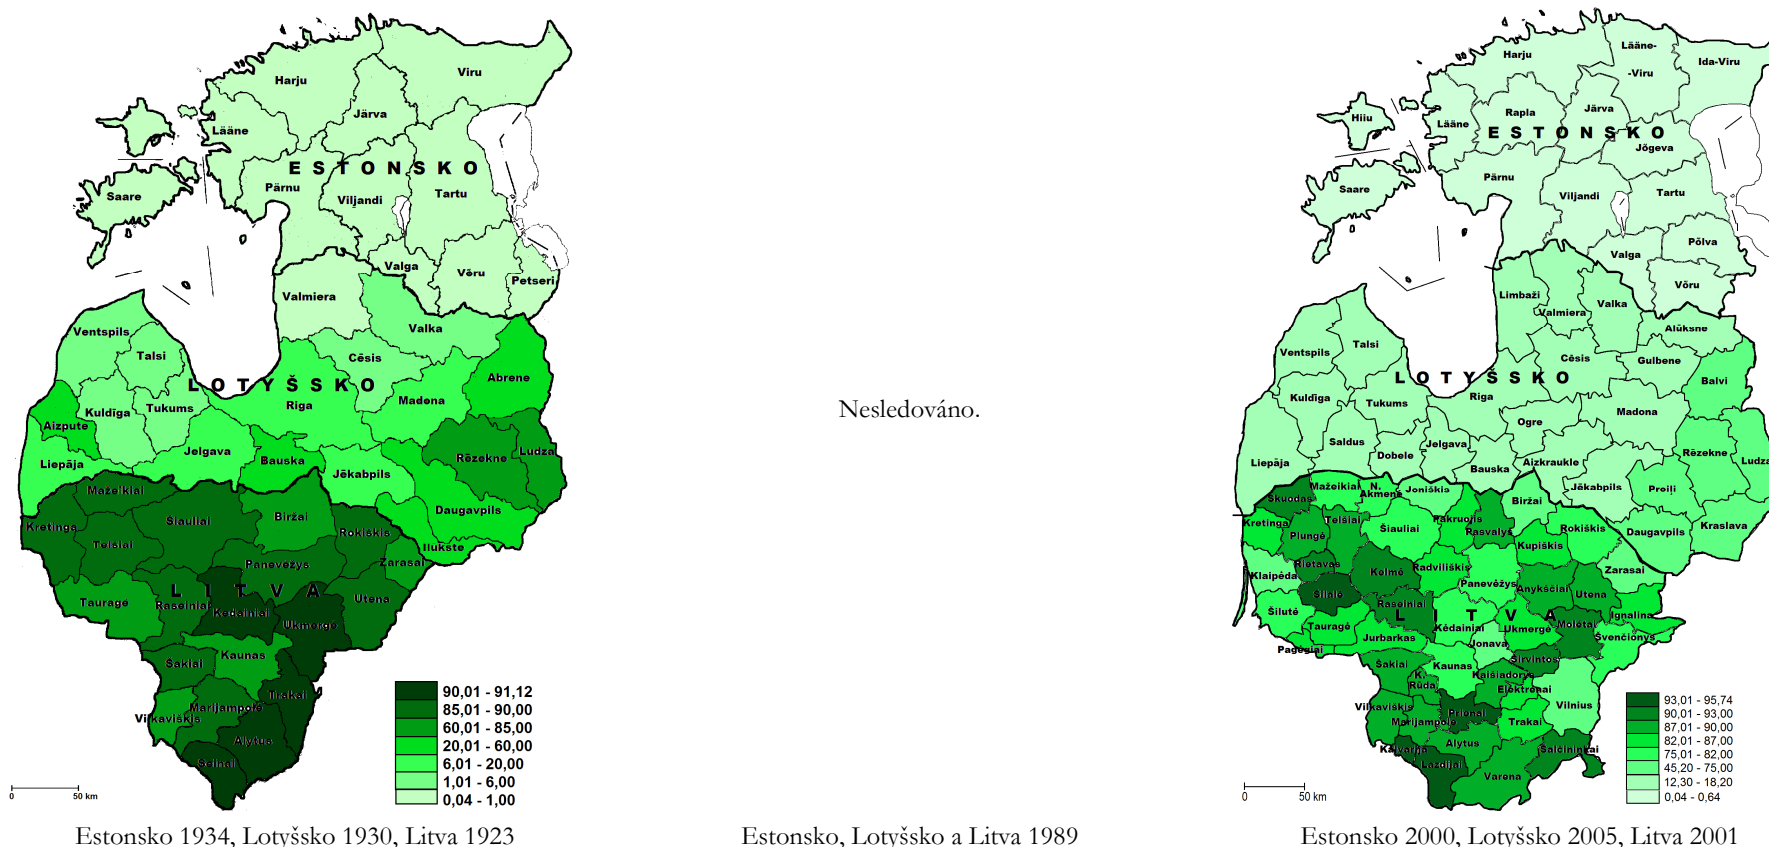 Harju
Viru
Järva
Lääne
E S T O N S K O
Pärnu
Saare
Viljandi
Tartu
Valga
Võru
Petseri
Valmiera
Ventspils
Valka
Talsi
Cēsis
L O T Y Š S K O
Abrene
Kuldīga
Tukums
Riga
Madona
Aizpute
Jelgava
Bauska
Rēzekne
Ludza
Liepāja
Jēkabpils
Mažeikiai
Kretinga
Šiauliai
Biržai
Daugavpils
Rokiškis
Telšiai
Ilukste
Panevėžys
Zarasai
L I T V A
Tauragė
Raseiniai
Kėdainiai
Utena
Ukmergė
Šakiai
Kaunas
Trakai
Marijampolė
Vilkaviškis
Alytus
Seinai
90,01 - 91,12
85,01 - 90,00
60,01 - 85,00
20,01 - 60,00
6,01 - 20,00
1,01 - 6,00
0,04 - 1,00
0 50 km
Estonsko 1934, Lotyšsko 1930, Litva 1923
Nesledováno.
Estonsko, Lotyšsko a Litva 1989
Harju
Lääne-
-Viru
Ida-Viru
Hiiu
Rapla
Järva
Lääne
E S T O N S K O
Jõgeva
Pärnu
Saare
Viljandi
Tartu
Põlva
Valga
Võru
Limbaži
Valka
Valmiera
Alūksne
Talsi
Ventspils
Cēsis
Gulbene
L O T Y Š S K O
Balvi
Kuldīga
Tukums
Riga
Madona
Ogre
Saldus
Jelgava
Dobele
Rēzekne
Ludza
Liepāja
Bauska
Aizkraukle
Jēkabpils
Preiļi
Skuodas
Mažeikiai
N.
Akmenė
Joniškis
Biržai
Kretinga
Telšiai
Šiauliai
Pakruojis
Pasvalys
Rokiškis
Daugavpils
Kraslava
Plungė
Kupiškis
Rietavas
Kelmė
Radviliškis
Klaipėda
Panevėžys
Zarasai
Šilalė
Anykščiai
Utena
Raseiniai
Šilutė
L I T V A
Ignalina
Tauragė
Kėdainiai
Ukmergė
Molėtai
Jurbarkas
Jonava
Švenčionys
Pagėgiai
Širvintos
Šakiai
Kaunas
Kaišiadorys
K.
Rūda
Elektrėnai
Vilkaviškis
Prienai
Vilnius
Marijampolė
Trakai
Kalvarija
Alytus
Šalčininkai
Lazdijai
Varėna
93,01 - 95,74
90,01 - 93,00
87,01 - 90,00
82,01 - 87,00
75,01 - 82,00
45,20 - 75,00
12,30 - 18,20
0,04 - 0,64
0 50 km
Estonsko 2000, Lotyšsko 2005, Litva 2001